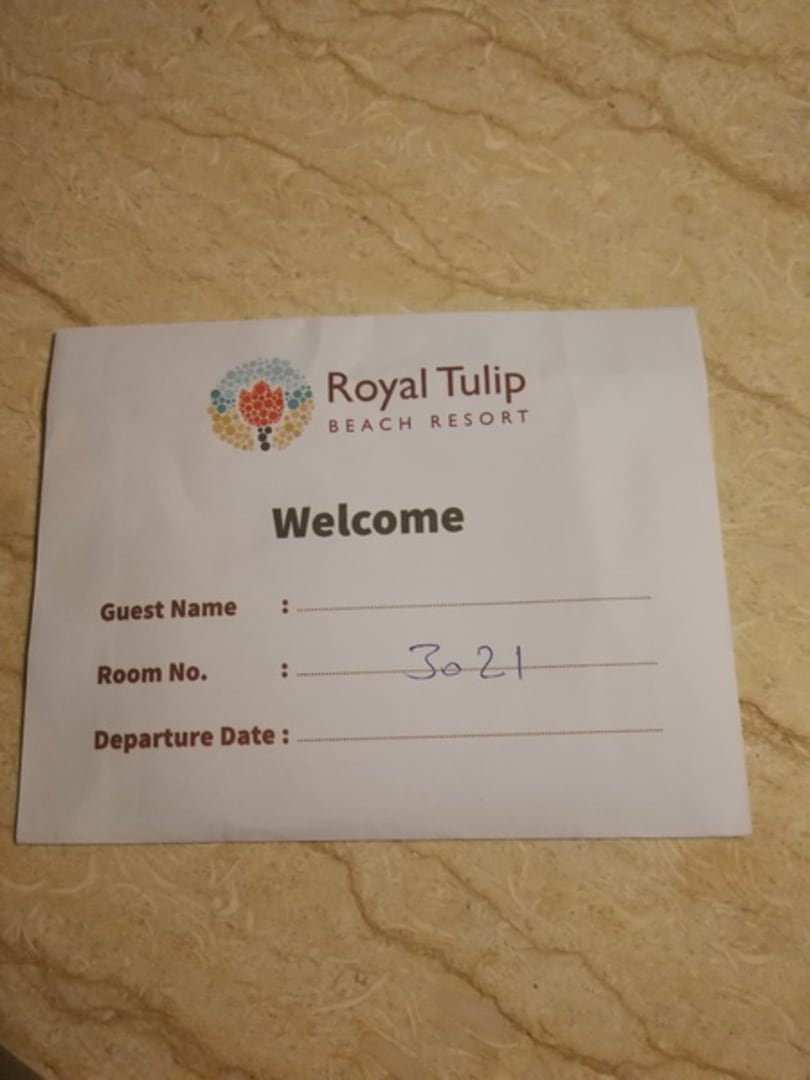 Royal Tulip
BEACH RESORT
Welcome
Guest Name :
Room No. : 3021
Departure Date :